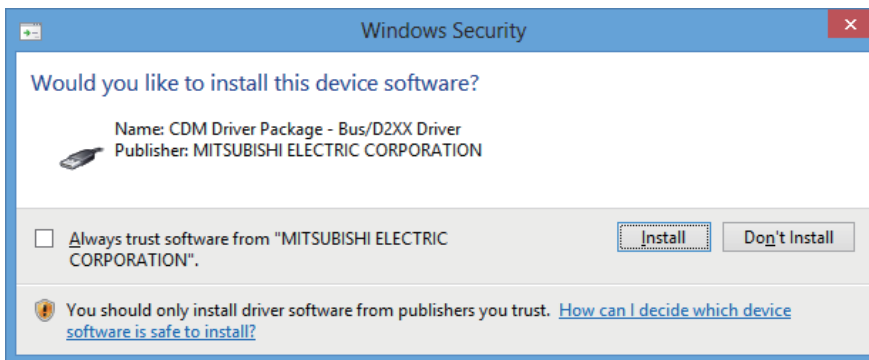 Windows Security
Would you like to install this device software?
Name: CDM Driver Package - Bus/D2XX Driver
Publisher: MITSUBISHI ELECTRIC CORPORATION
Always trust software from "MITSUBISHI ELECTRIC
CORPORATION".
Install
Don't Install
You should only install driver software from publishers you trust. How can I decide which device
software is safe to install?